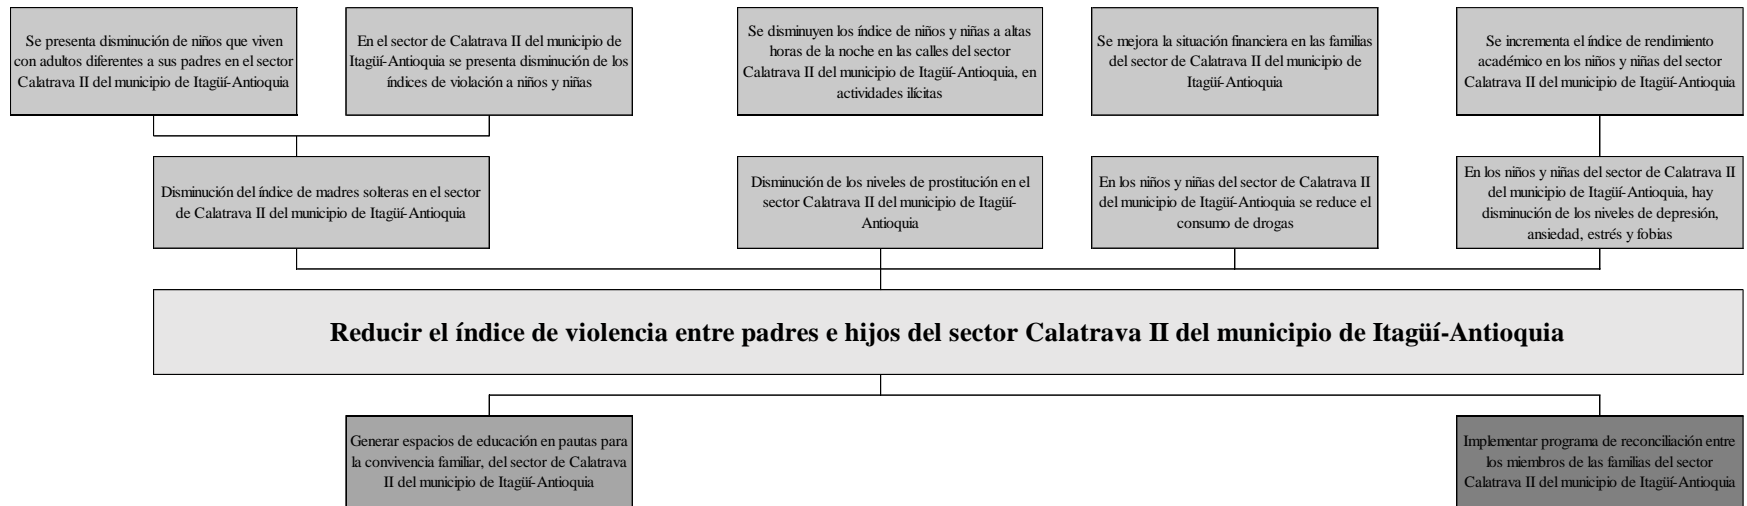 Se presenta disminución de niños que viven
con adultos diferentes a sus padres en el sector
Calatrava II del municipio de Itagüí-Antioquia
En el sector de Calatrava II del municipio de
Itagüí-Antioquia se presenta disminución de los
índices de violación a niños y niñas
Se disminuyen los índice de niños y niñas a altas
horas de la noche en las calles del sector
Calatrava II del municipio de Itagüí-Antioquia, en
actividades ilícitas
Se mejora la situación financiera en las familias
del sector de Calatrava II del municipio de
Itagüí-Antioquia
Se incrementa el índice de rendimiento
académico en los niños y niñas del sector
Calatrava II del municipio de Itagüí-Antioquia
Disminución del índice de madres solteras en el sector
de Calatrava II del municipio de Itagüí-Antioquia
Disminución de los niveles de prostitución en el
sector Calatrava II del municipio de Itagüí-
Antioquia
En los niños y niñas del sector de Calatrava II
del municipio de Itagüí-Antioquia se reduce el
consumo de drogas
En los niños y niñas del sector de Calatrava II
del municipio de Itagüí-Antioquia, hay
disminución de los niveles de depresión,
ansiedad, estrés y fobias
Reducir el índice de violencia entre padres e hijos del sector Calatrava II del municipio de Itagüí-Antioquia
Generar espacios de educación en pautas para
la convivencia familiar, del sector de Calatrava
II del municipio de Itagüí-Antioquia
Implementar programa de reconciliación entre
los miembros de las familias del sector
Calatrava II del municipio de Itagüí-Antioquia